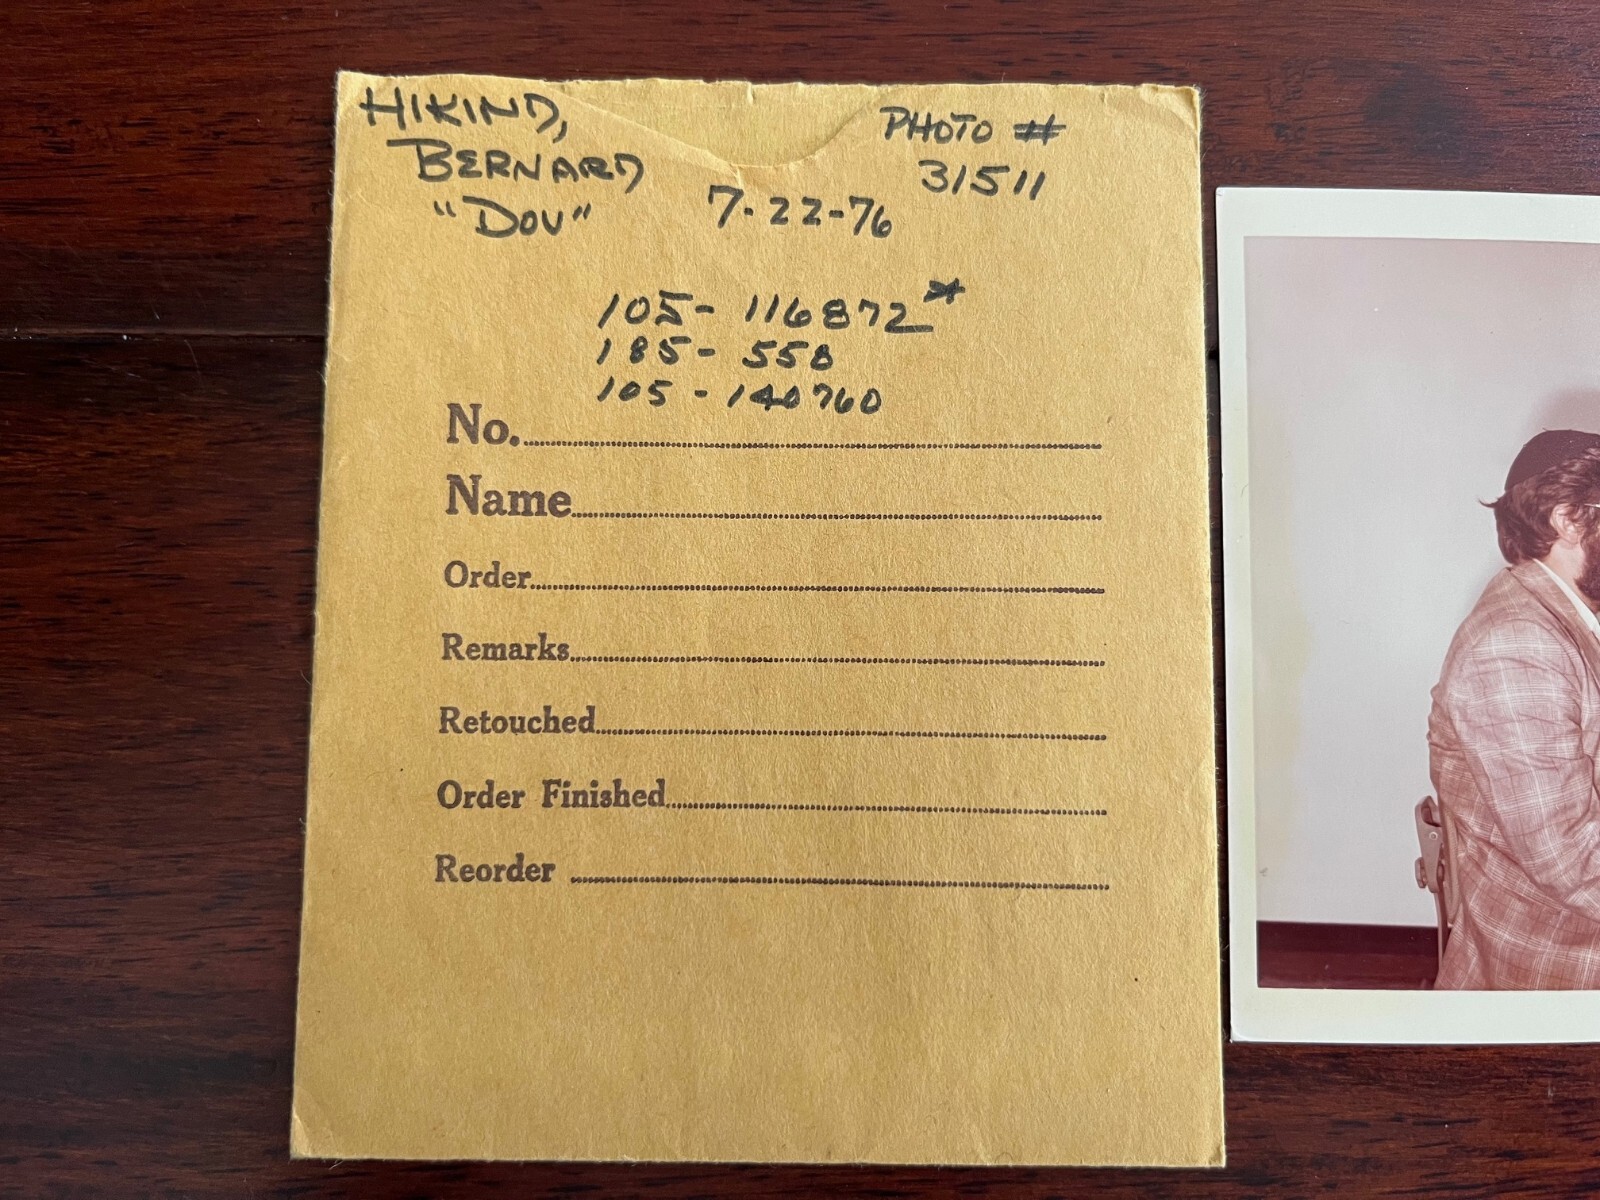 HIKIND,
BERNARD
"DOV"
7-22-76
PHOTO #
31511
105-116872*
185-558
105-140760
No.
Name
Order
Remarks
Retouched
Order Finished
Reorder